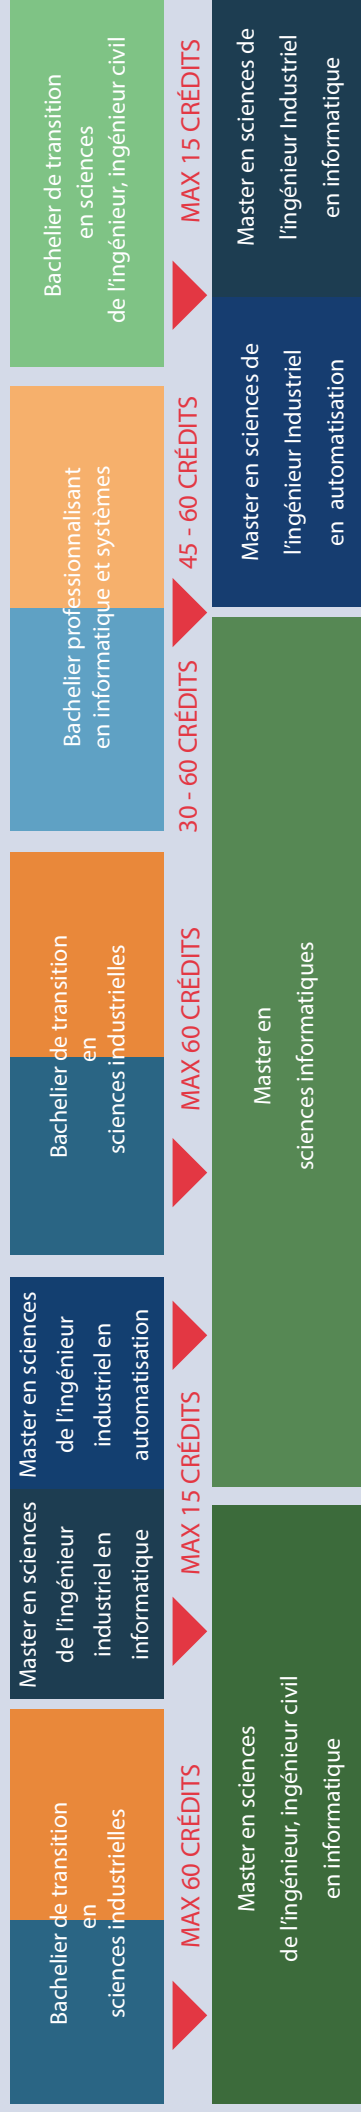 Bachelier de transition
en
sciences industrielles
Master en sciences
de l'ingénieur
industriel en
informatique
Master en sciences
de l'ingénieur
industriel en
automatisation
Bachelier de transition
en
sciences industrielles
Bachelier professionnalisant
en informatique et systèmes
Bachelier de transition
en sciences
de l'ingénieur, ingénieur civil
MAX 60 CRÉDITS
MAX 15 CRÉDITS
MAX 60 CRÉDITS
30 - 60 CRÉDITS
45 - 60 CRÉDITS
MAX 15 CRÉDITS
Master en sciences
de l'ingénieur, ingénieur civil
en informatique
Master en
sciences informatiques
Master en sciences de
l'ingénieur Industriel
en automatisation
Master en sciences de
l'ingénieur Industriel
en informatique